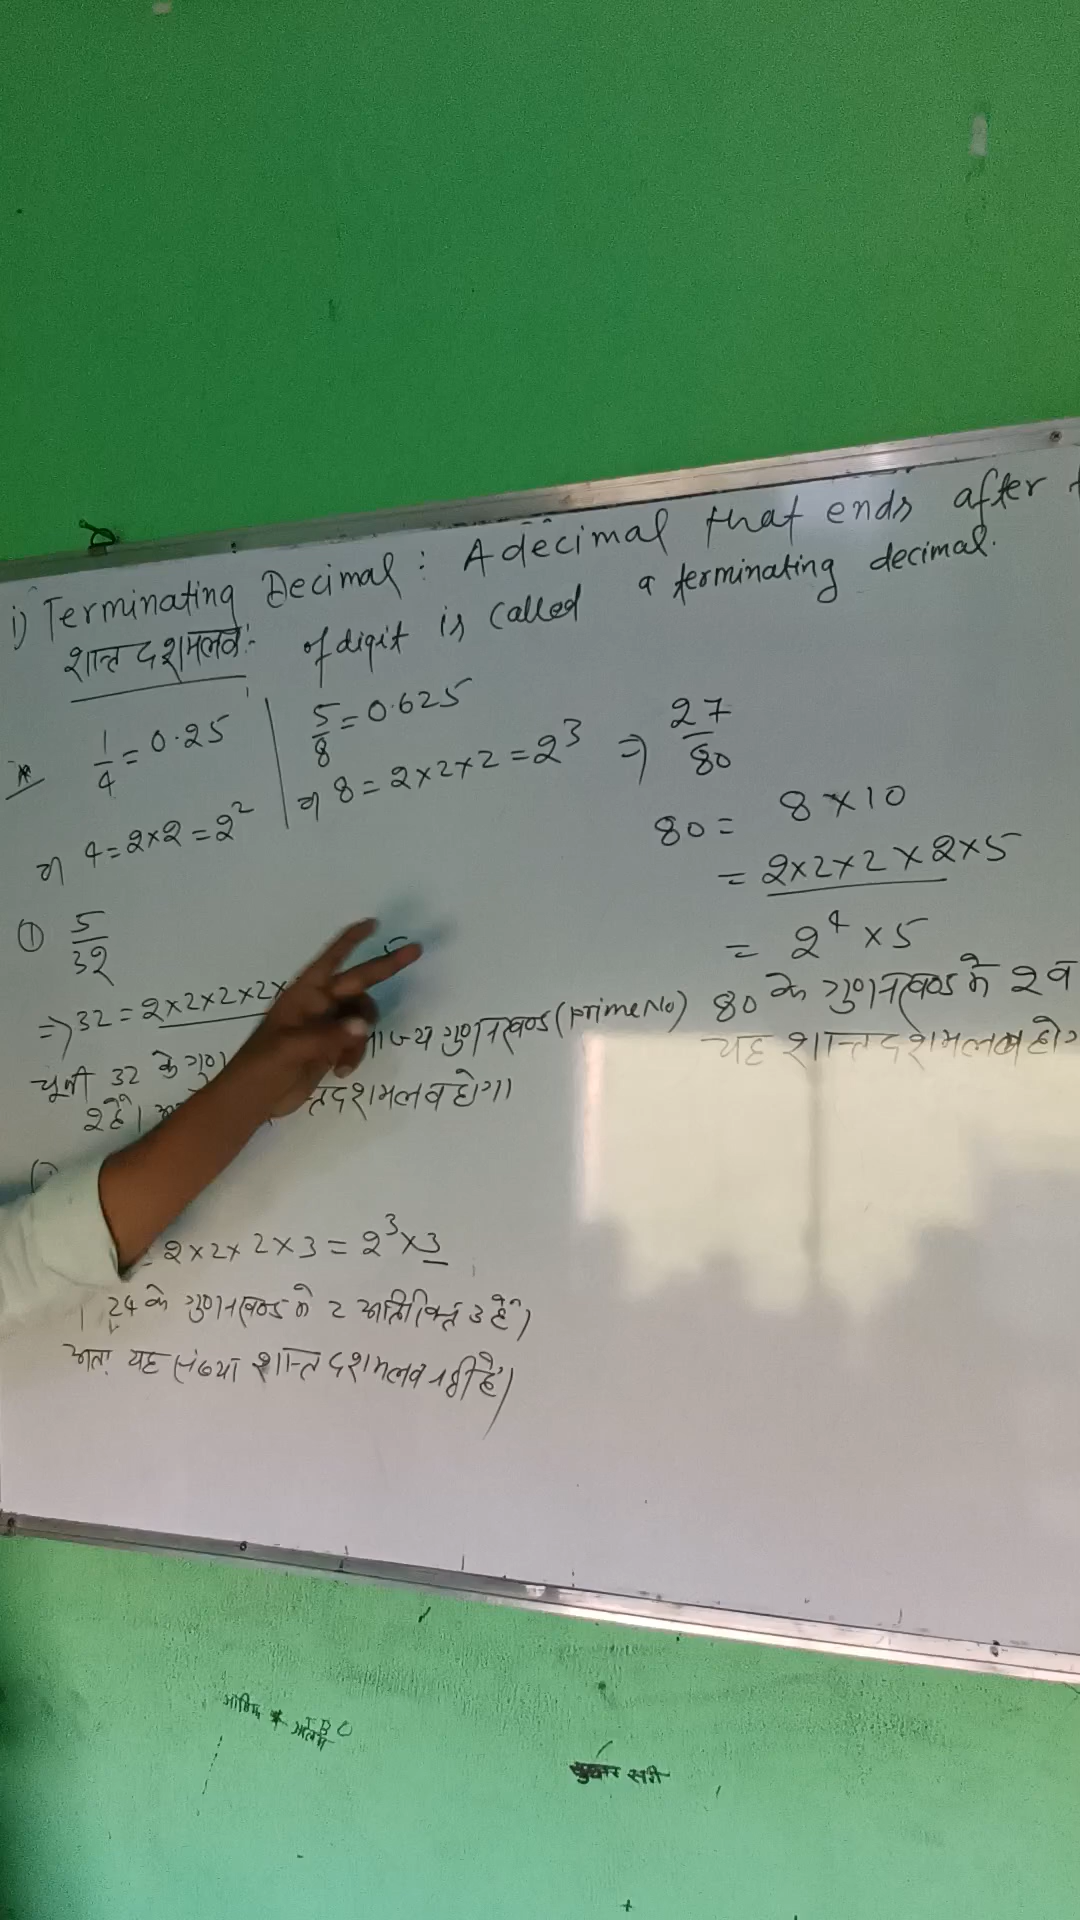 i) Terminating Decimal : A decimal that ends after
शान्त दशमलव :- of digit is called a terminating decimal.
1/4 = 0.25
4 = 2×2 = 2²
5/8 = 0.625
8 = 2×2×2 = 2³
⇒ 27/80
80 = 8×10
= 2×2×2×2×5
= 2⁴×5
80 के गुणनखण्ड में 2 व
यह शान्त दशमलव
① 5/32
⇒ 32 = 2×2×2×2×
चूकी 32 के गुण ाज्य गुणनखण्ड (Prime No)
2 है। न्त दशमलव होगा।
= 2×2×2×3 = 2³×3
24 के गुणनखण्ड में 2 अतिरिक्त 3 है।
अतः यह संख्या शान्त दशमलव नहीं है।